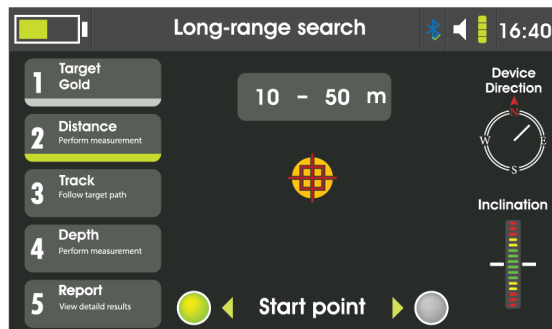 Long-range search
16:40
1 Target
Gold
2 Distance
Perform measurement
3 Track
Follow target path
4 Depth
Perform measurement
5 Report
View detaild results
10 - 50 m
Start point
Device
Direction
N
W E
S
Inclination